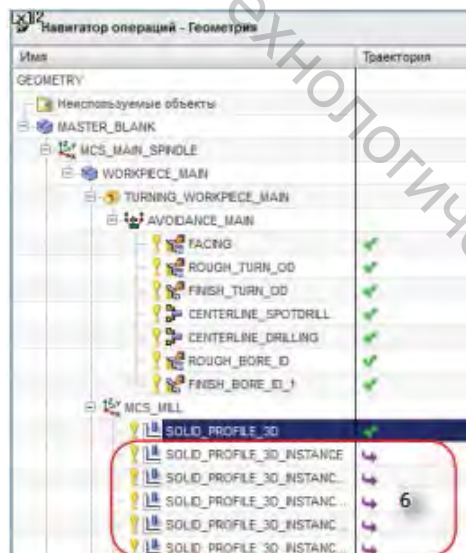 Навигатор операций - Геометрия
Имя Траектория
GEOMETRY
Неиспользуемые объекты
MASTER_BLANK
MCS_MAIN_SPINDLE
WORKPIECE_MAIN
TURNING_WORKPIECE_MAIN
AVOIDANCE_MAIN
FACING
ROUGH_TURN_OD
FINISH_TURN_OD
CENTERLINE_SPOTDRILL
CENTERLINE_DRILLING
ROUGH_BORE_ID
FINISH_BORE_ID_1
MCS_MILL
SOLID_PROFILE_3D
SOLID_PROFILE_3D_INSTANCE
SOLID_PROFILE_3D_INSTANC...
SOLID_PROFILE_3D_INSTANC... 6
SOLID_PROFILE_3D_INSTANC...
SOLID_PROFILE_3D_INSTANC...